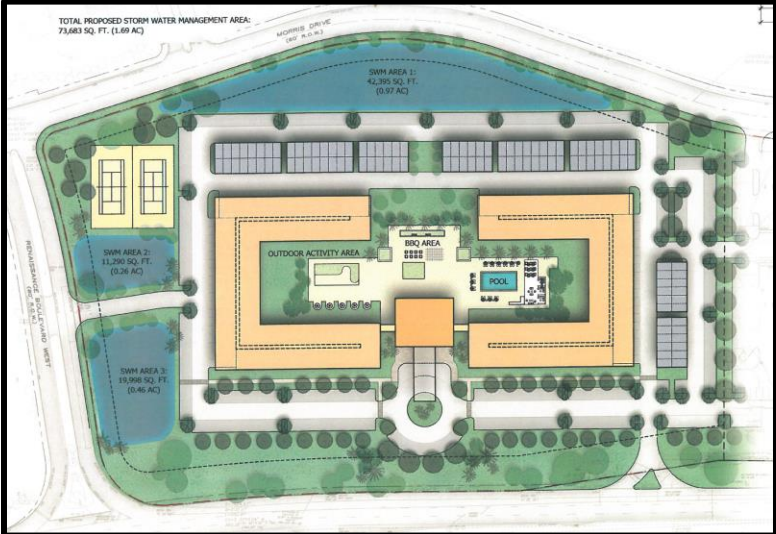 TOTAL PROPOSED STORM WATER MANAGEMENT AREA:
73,683 SQ. FT. (1.69 AC)
MORRIS DRIVE
(80' R.O.W.)
SWM AREA 1:
42,395 SQ. FT.
(0.97 AC)
SWM AREA 2:
11,290 SQ. FT.
(0.26 AC)
OUTDOOR ACTIVITY AREA
BBQ AREA
POOL
RENAISSANCE BOULEVARD WEST
SWM AREA 3:
19,998 SQ. FT.
(0.46 AC)